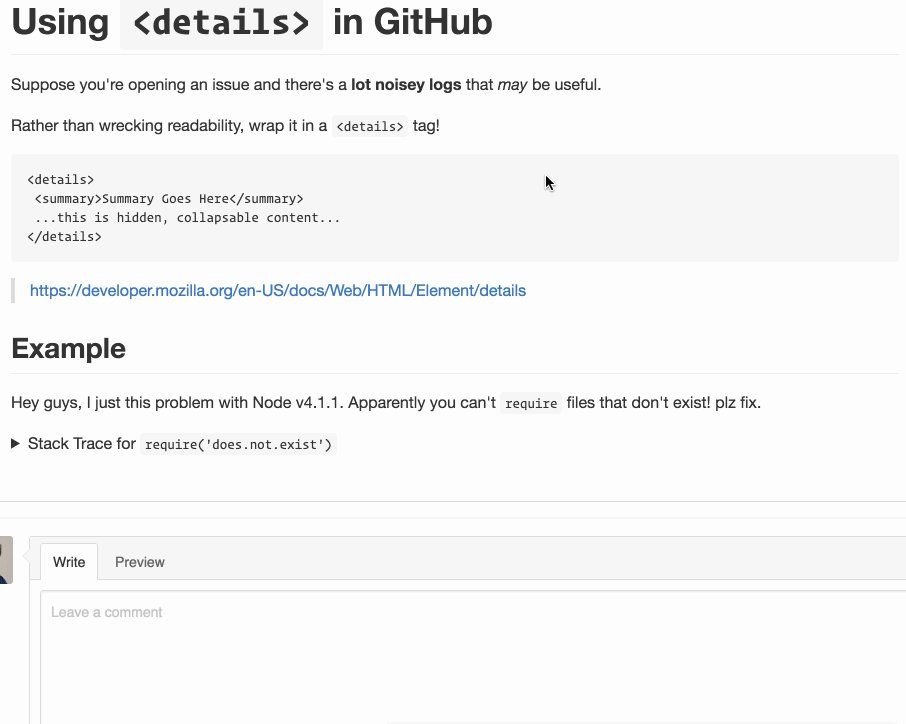 Using <details> in GitHub
Suppose you're opening an issue and there's a lot noisey logs that may be useful.
Rather than wrecking readability, wrap it in a <details> tag!
<details>
 <summary>Summary Goes Here</summary>
 ...this is hidden, collapsable content...
</details>
https://developer.mozilla.org/en-US/docs/Web/HTML/Element/details
Example
Hey guys, I just this problem with Node v4.1.1. Apparently you can't require files that don't exist! plz fix.
Stack Trace for require('does.not.exist')
Write Preview
Leave a comment